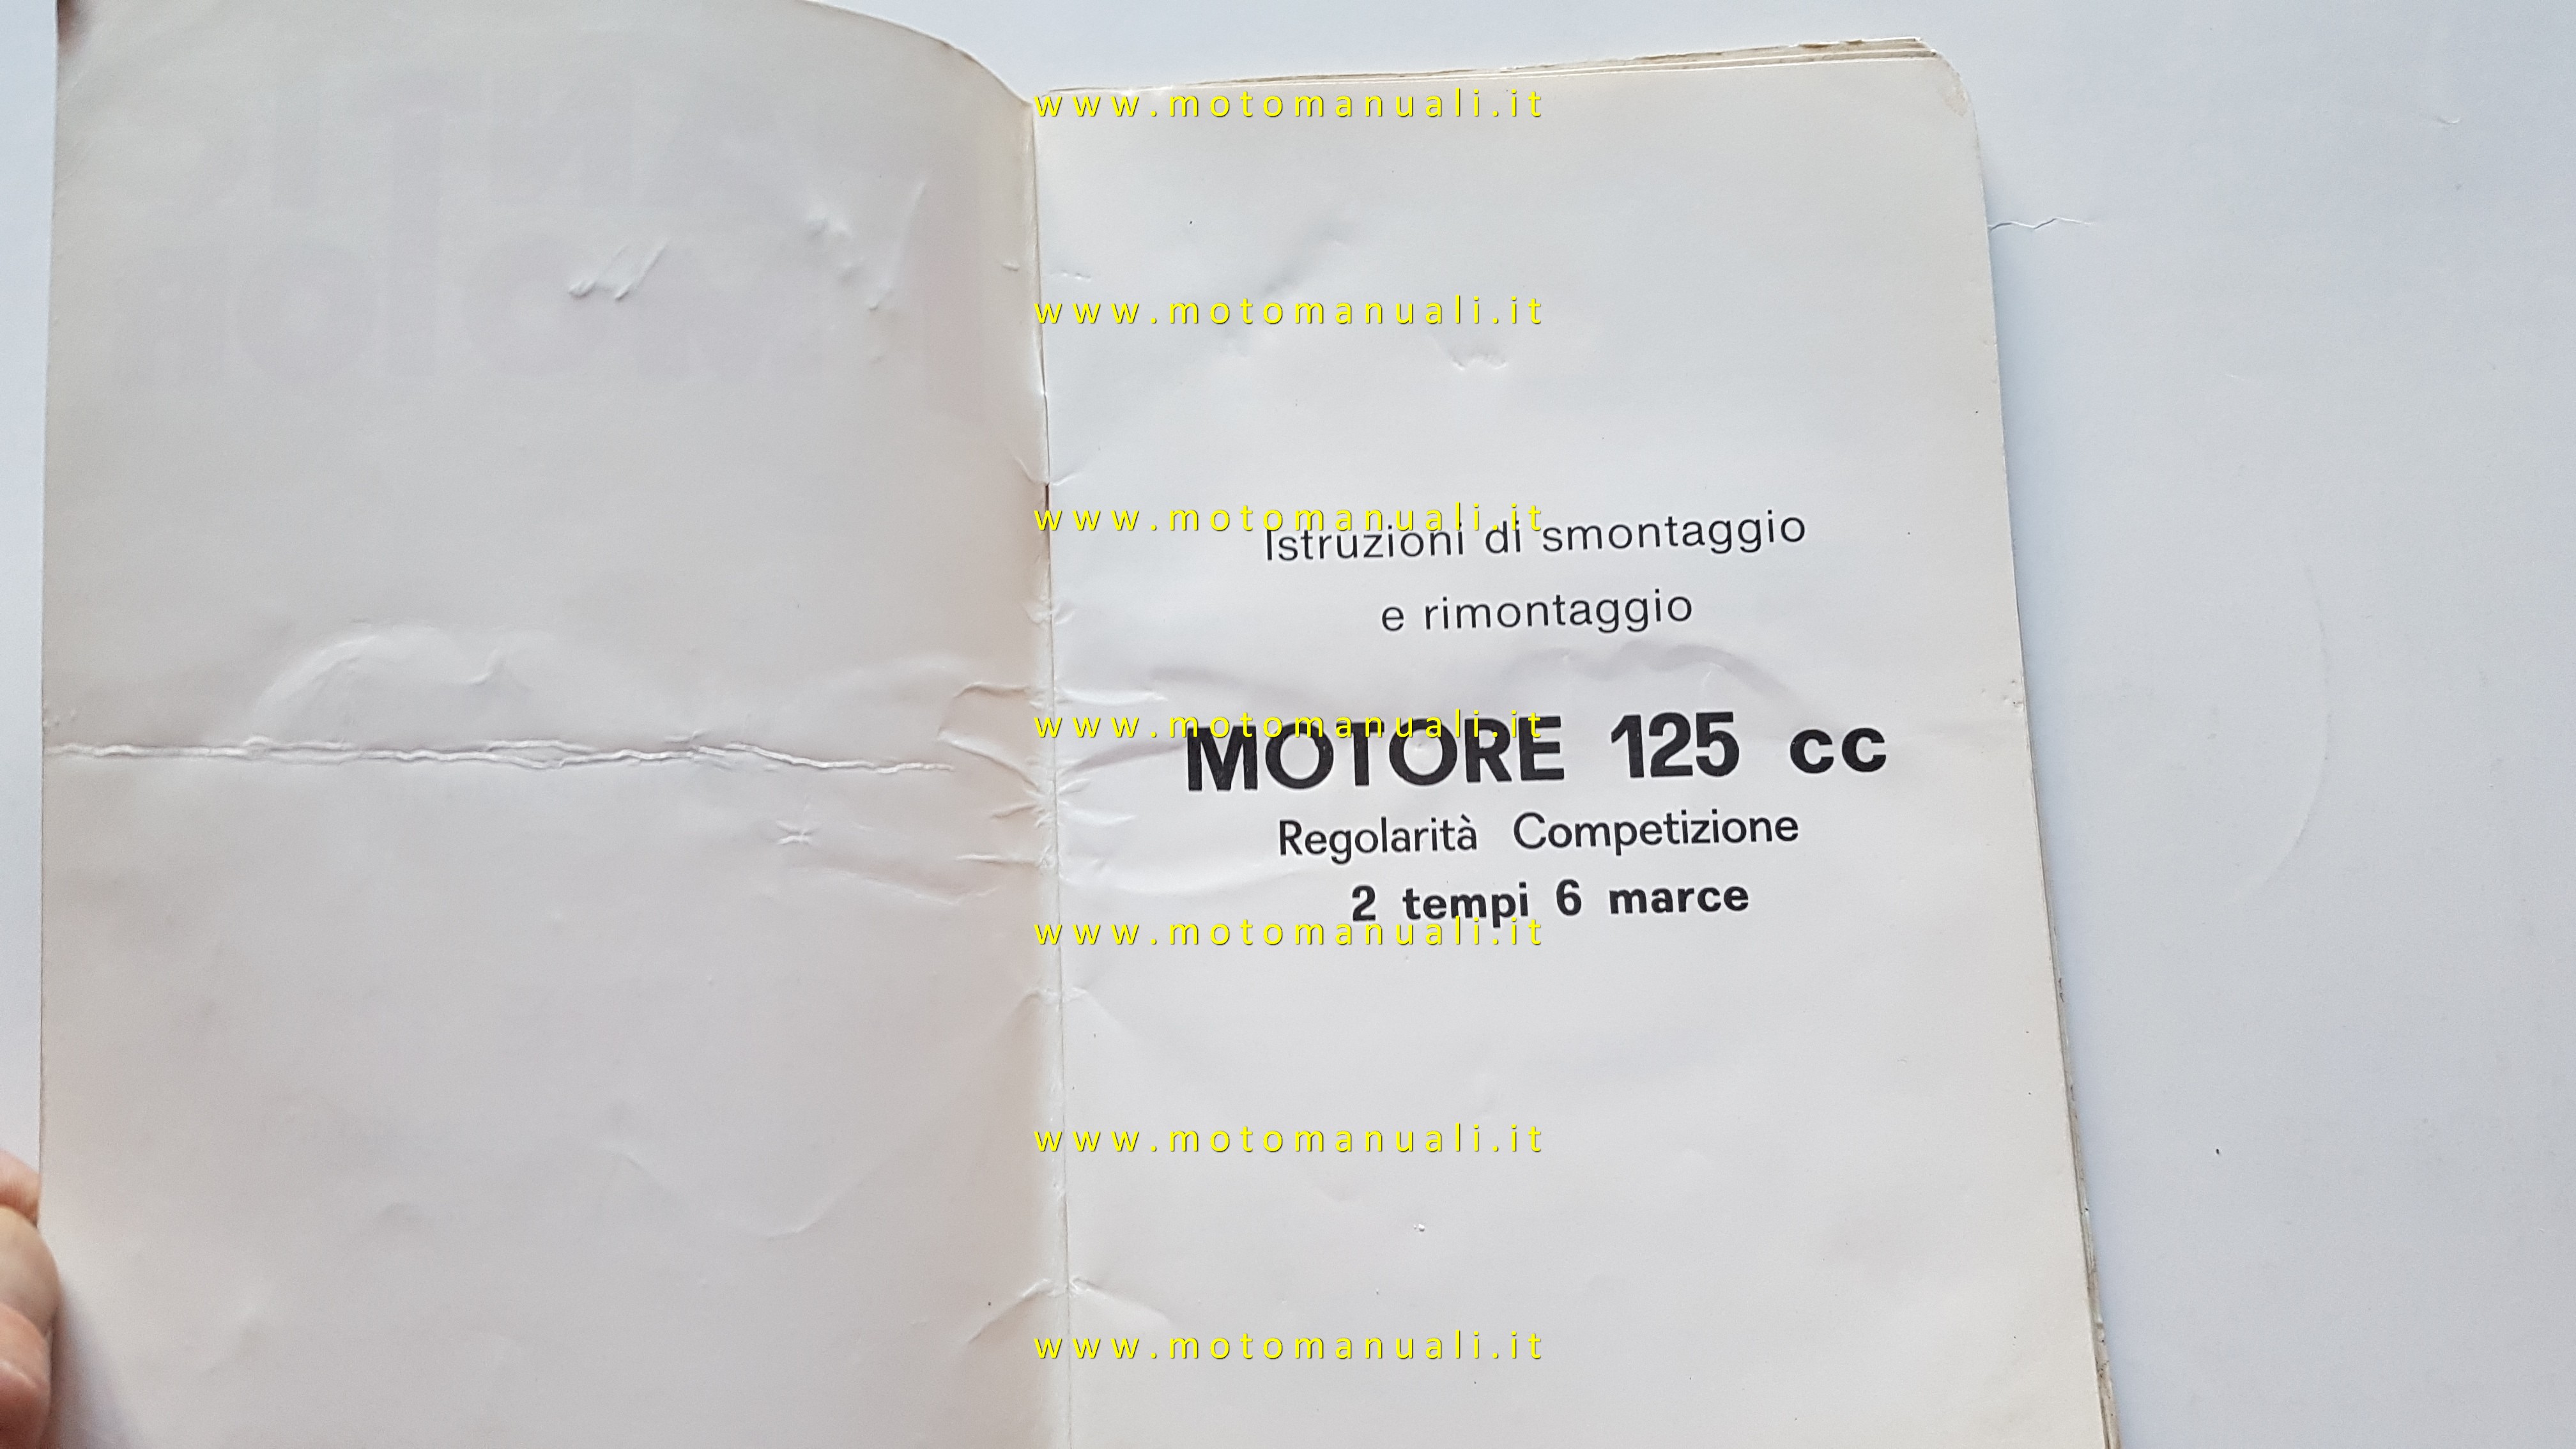 www.motomanuali.it
www.motomanuali.it
www.motomanuali.it
Istruzioni di smontaggio
e rimontaggio
www.motomanuali.it
MOTORE 125 cc
Regolarità Competizione
2 tempi 6 marce
www.motomanuali.it
www.motomanuali.it
www.motomanuali.it